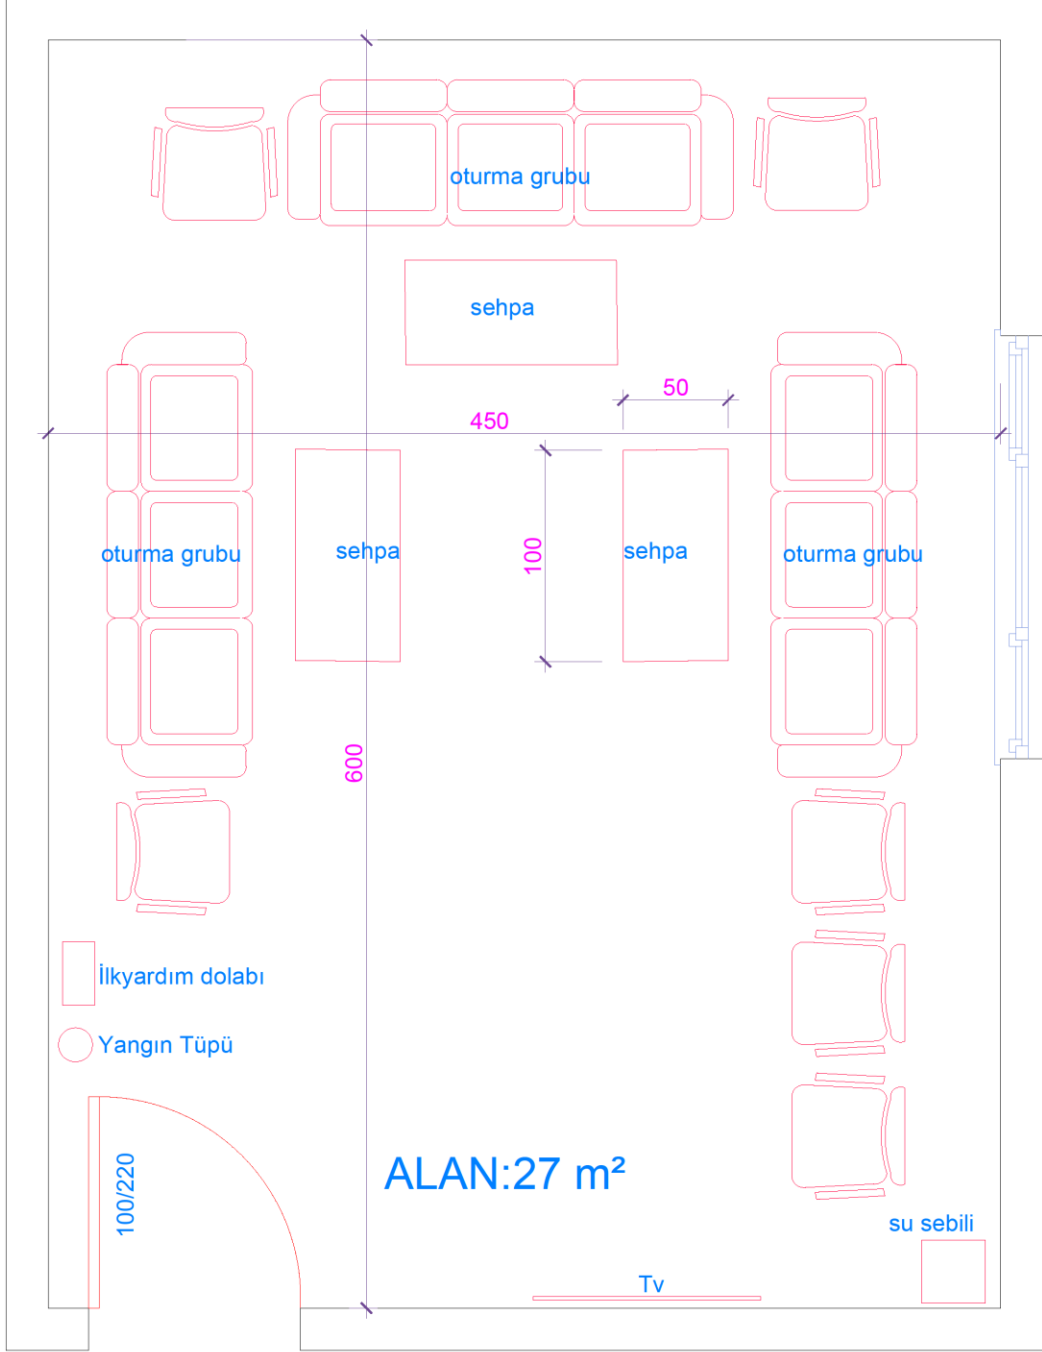 oturma grubu
sehpa
50
450
oturma grubu
sehpa
100
sehpa
oturma grubu
600
İlkyardım dolabı
Yangın Tüpü
100/220
ALAN:27 m²
su sebili
Tv